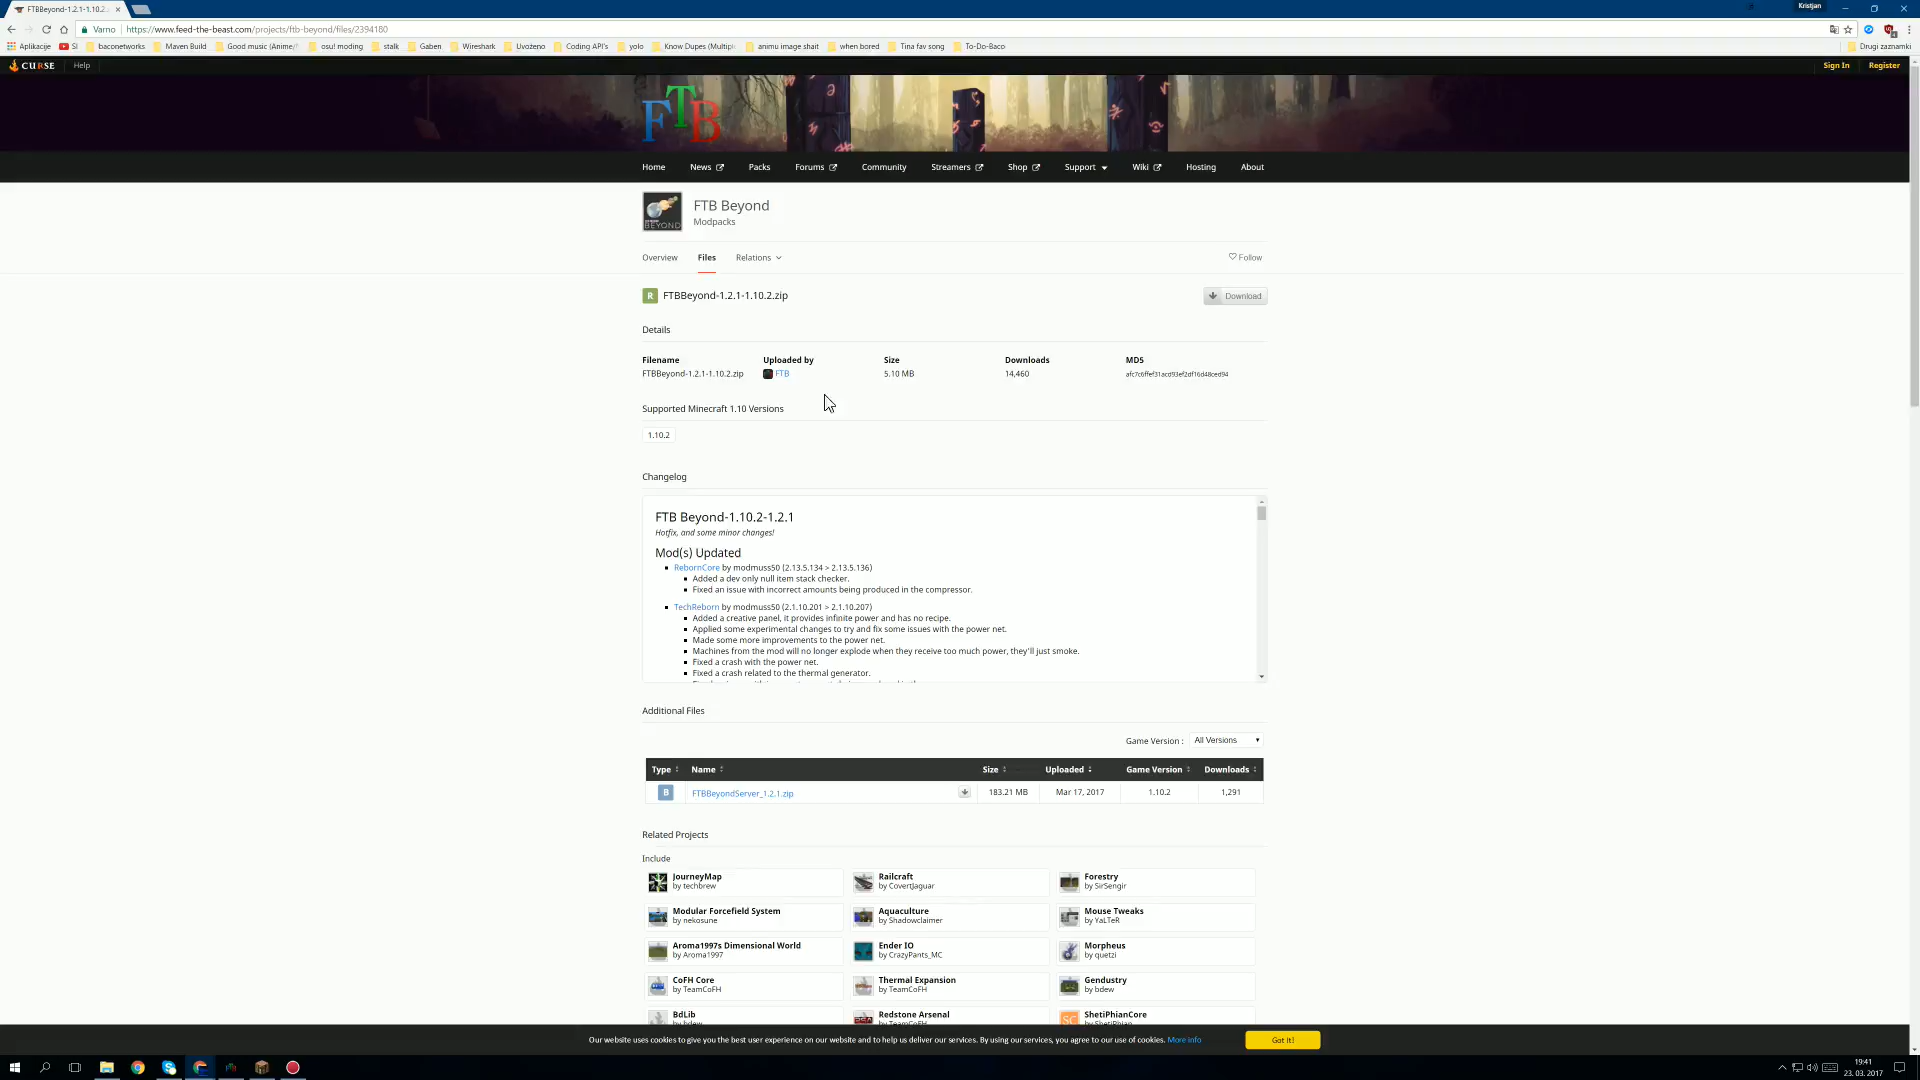 FTBBeyond-1.2.1-1.10.2
Kristjan
Varno
https://www.feed-the-beast.com/projects/ftb-beyond/files/2394180
Aplikacije SI baconetworks Maven Build Good music (Anime/ osu! moding stalk Gaben Wireshark Uvoženo Coding API's yolo Know Dupes (Multipl animu image shait when bored Tina fav song To-Do-Baco Drugi zaznamki
CURSE Help Sign In Register
FTB
Home News Packs Forums Community Streamers Shop Support Wiki Hosting About
FTB Beyond
Modpacks
BEYOND
Overview Files Relations Follow
R FTBBeyond-1.2.1-1.10.2.zip Download
Details
Filename Uploaded by Size Downloads MD5
FTBBeyond-1.2.1-1.10.2.zip FTB 5.10 MB 14,460 afc7c6ffef31acd93ef2df16d48ced94
Supported Minecraft 1.10 Versions
1.10.2
Changelog
FTB Beyond-1.10.2-1.2.1
Hotfix, and some minor changes!
Mod(s) Updated
RebornCore by modmuss50 (2.13.5.134 > 2.13.5.136)
Added a dev only null item stack checker.
Fixed an issue with incorrect amounts being produced in the compressor.
TechReborn by modmuss50 (2.1.10.201 > 2.1.10.207)
Added a creative panel, it provides infinite power and has no recipe.
Applied some experimental changes to try and fix some issues with the power net.
Made some more improvements to the power net.
Machines from the mod will no longer explode when they receive too much power, they'll just smoke.
Fixed a crash with the power net.
Fixed a crash related to the thermal generator.
Additional Files
Game Version : All Versions
Type Name Size Uploaded Game Version Downloads
B FTBBeyondServer_1.2.1.zip 183.21 MB Mar 17, 2017 1.10.2 1,291
Related Projects
Include
JourneyMap Railcraft Forestry
by techbrew by CovertJaguar by SirSengir
Modular Forcefield System Aquaculture Mouse Tweaks
by nekosune by Shadowclaimer by YaLTeR
Aroma1997s Dimensional World Ender IO Morpheus
by Aroma1997 by CrazyPants_MC by quetzi
CoFH Core Thermal Expansion Gendustry
by TeamCoFH by TeamCoFH by bdew
BdLib Redstone Arsenal SC ShetiPhianCore
by bdew by TeamCoFH by ShetiPhian
Our website uses cookies to give you the best user experience on our website and to help us deliver our services. By using our services, you agree to our use of cookies. More info Got it!
19:41
23. 03. 2017